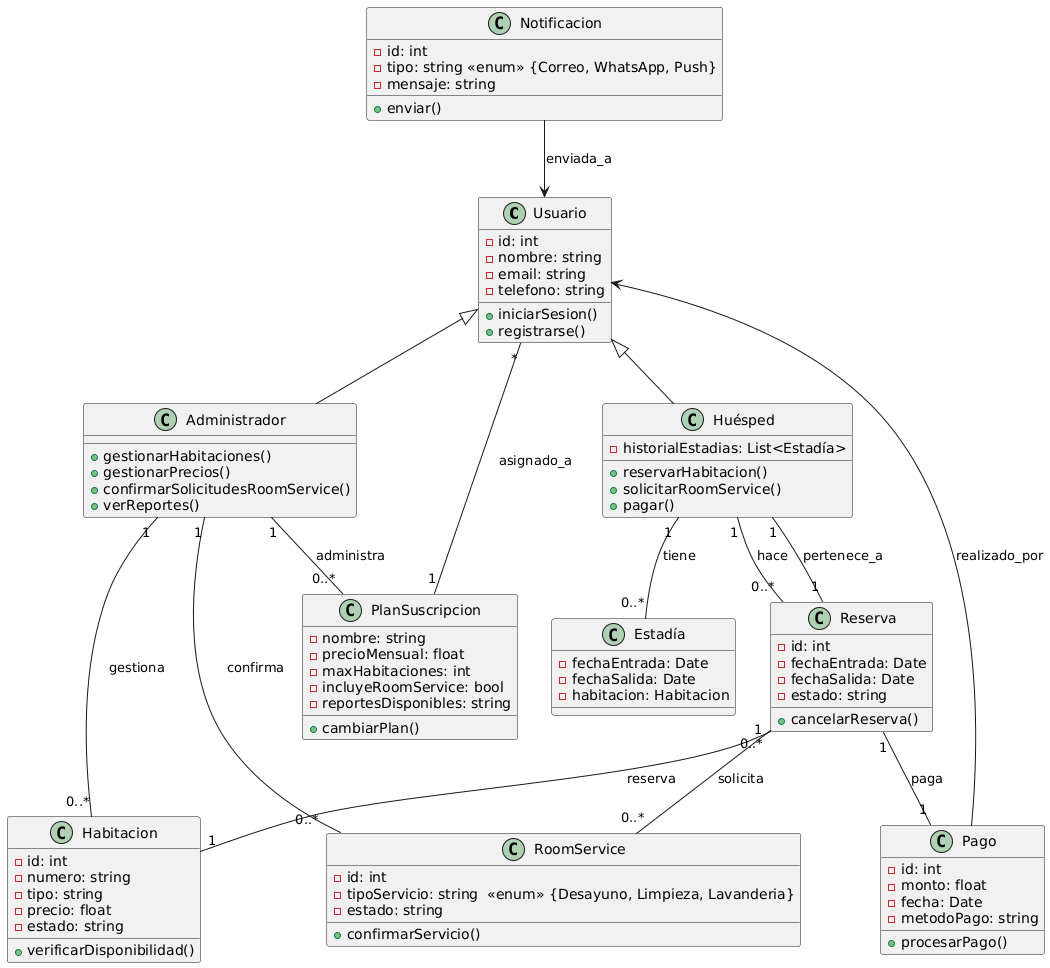 Notificacion
id: int
tipo: string «enum» {Correo, WhatsApp, Push}
mensaje: string
enviar()
enviada_a
Usuario
id: int
nombre: string
email: string
telefono: string
iniciarSesion()
registrarse()
*
asignado_a
1
realizado_por
Administrador
gestionarHabitaciones()
gestionarPrecios()
confirmarSolicitudesRoomService()
verReportes()
Huésped
historialEstadias: List<Estadía>
reservarHabitacion()
solicitarRoomService()
pagar()
1
1
1
1
1
1
administra
tiene
hace
pertenece_a
0..*
0..*
0..*
1
PlanSuscripcion
nombre: string
precioMensual: float
maxHabitaciones: int
incluyeRoomService: bool
reportesDisponibles: string
cambiarPlan()
Estadía
fechaEntrada: Date
fechaSalida: Date
habitacion: Habitacion
Reserva
id: int
fechaEntrada: Date
fechaSalida: Date
estado: string
cancelarReserva()
gestiona
confirma
1
0..*
1
reserva
solicita
paga
0..*
0..*
1
0..*
1
Habitacion
id: int
numero: string
tipo: string
precio: float
estado: string
verificarDisponibilidad()
RoomService
id: int
tipoServicio: string  «enum» {Desayuno, Limpieza, Lavanderia}
estado: string
confirmarServicio()
Pago
id: int
monto: float
fecha: Date
metodoPago: string
procesarPago()